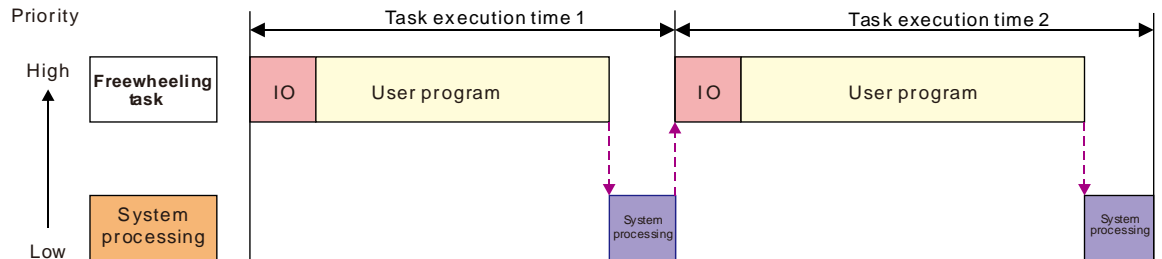 Priority
Task execution time 1
Task execution time 2
High
Freewheeling
task
IO
User program
IO
User program
System
processing
System
processing
System
processing
Low